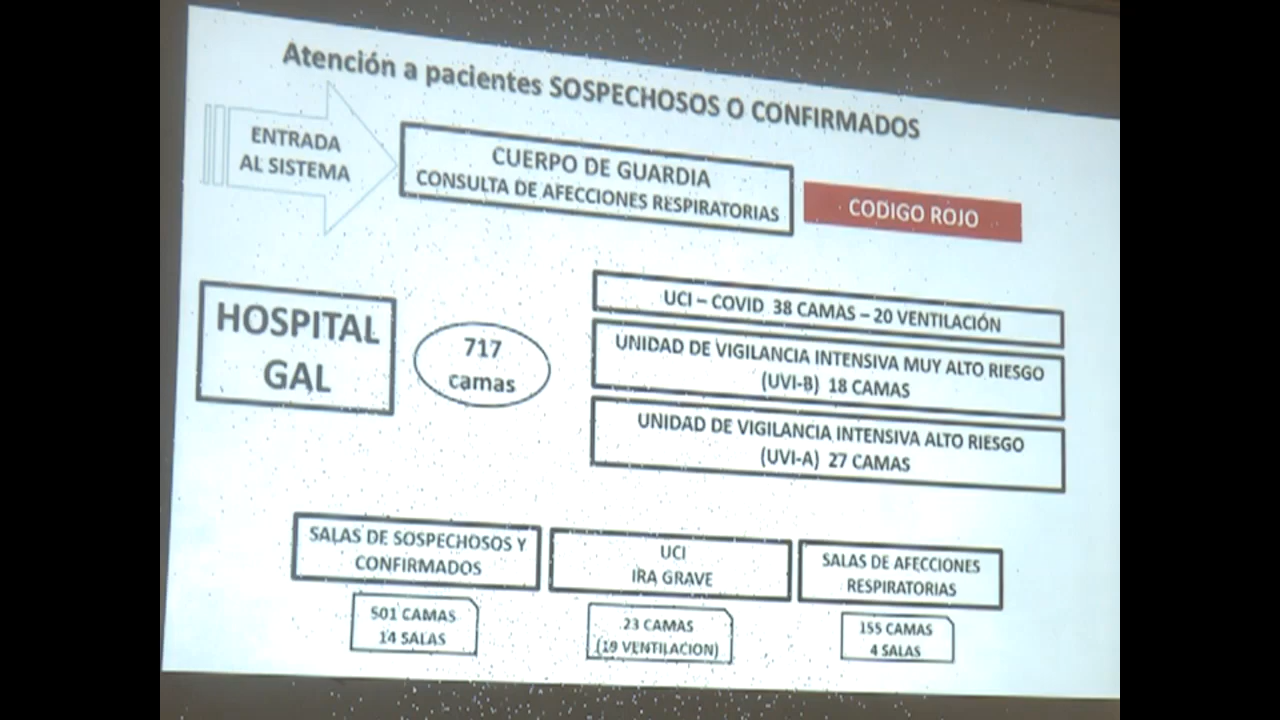 Atención a pacientes SOSPECHOSOS O CONFIRMADOS
ENTRADA
AL SISTEMA
CUERPO DE GUARDIA
CONSULTA DE AFECCIONES RESPIRATORIAS
CODIGO ROJO
HOSPITAL
GAL
717
camas
UCI – COVID 38 CAMAS – 20 VENTILACIÓN
UNIDAD DE VIGILANCIA INTENSIVA MUY ALTO RIESGO
(UVI-B) 18 CAMAS
UNIDAD DE VIGILANCIA INTENSIVA ALTO RIESGO
(UVI-A) 27 CAMAS
SALAS DE SOSPECHOSOS Y
CONFIRMADOS
501 CAMAS
14 SALAS
UCI
IRA GRAVE
23 CAMAS
(19 VENTILACION)
SALAS DE AFECCIONES
RESPIRATORIAS
155 CAMAS
4 SALAS